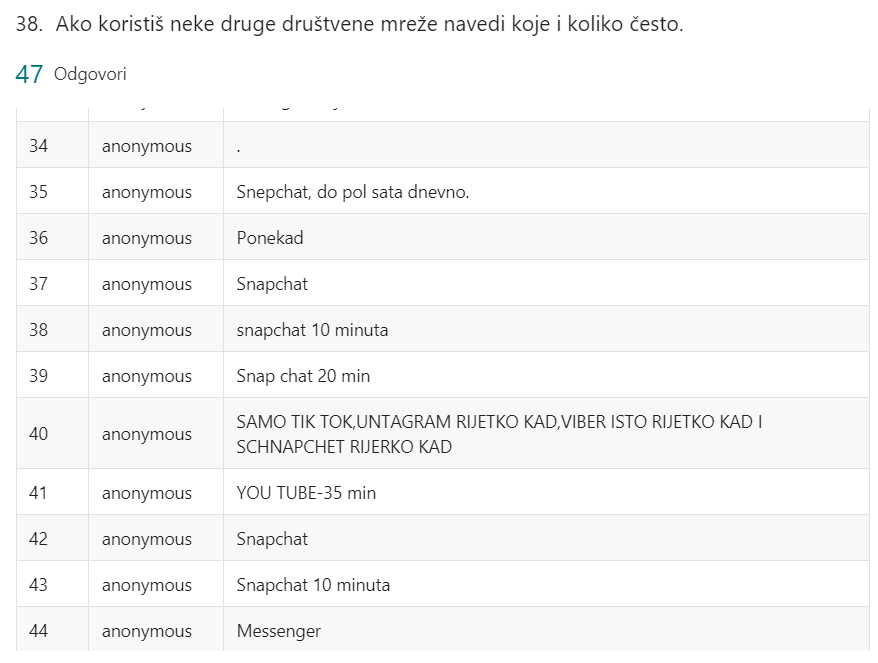 38. Ako koristiš neke druge društvene mreže navedi koje i koliko često.
47 Odgovori
34 anonymous .
35 anonymous Snepchat, do pol sata dnevno.
36 anonymous Ponekad
37 anonymous Snapchat
38 anonymous snapchat 10 minuta
39 anonymous Snap chat 20 min
40 anonymous SAMO TIK TOK,UNTAGRAM RIJETKO KAD,VIBER ISTO RIJETKO KAD I
SCHNAPCHET RIJERKO KAD
41 anonymous YOU TUBE-35 min
42 anonymous Snapchat
43 anonymous Snapchat 10 minuta
44 anonymous Messenger